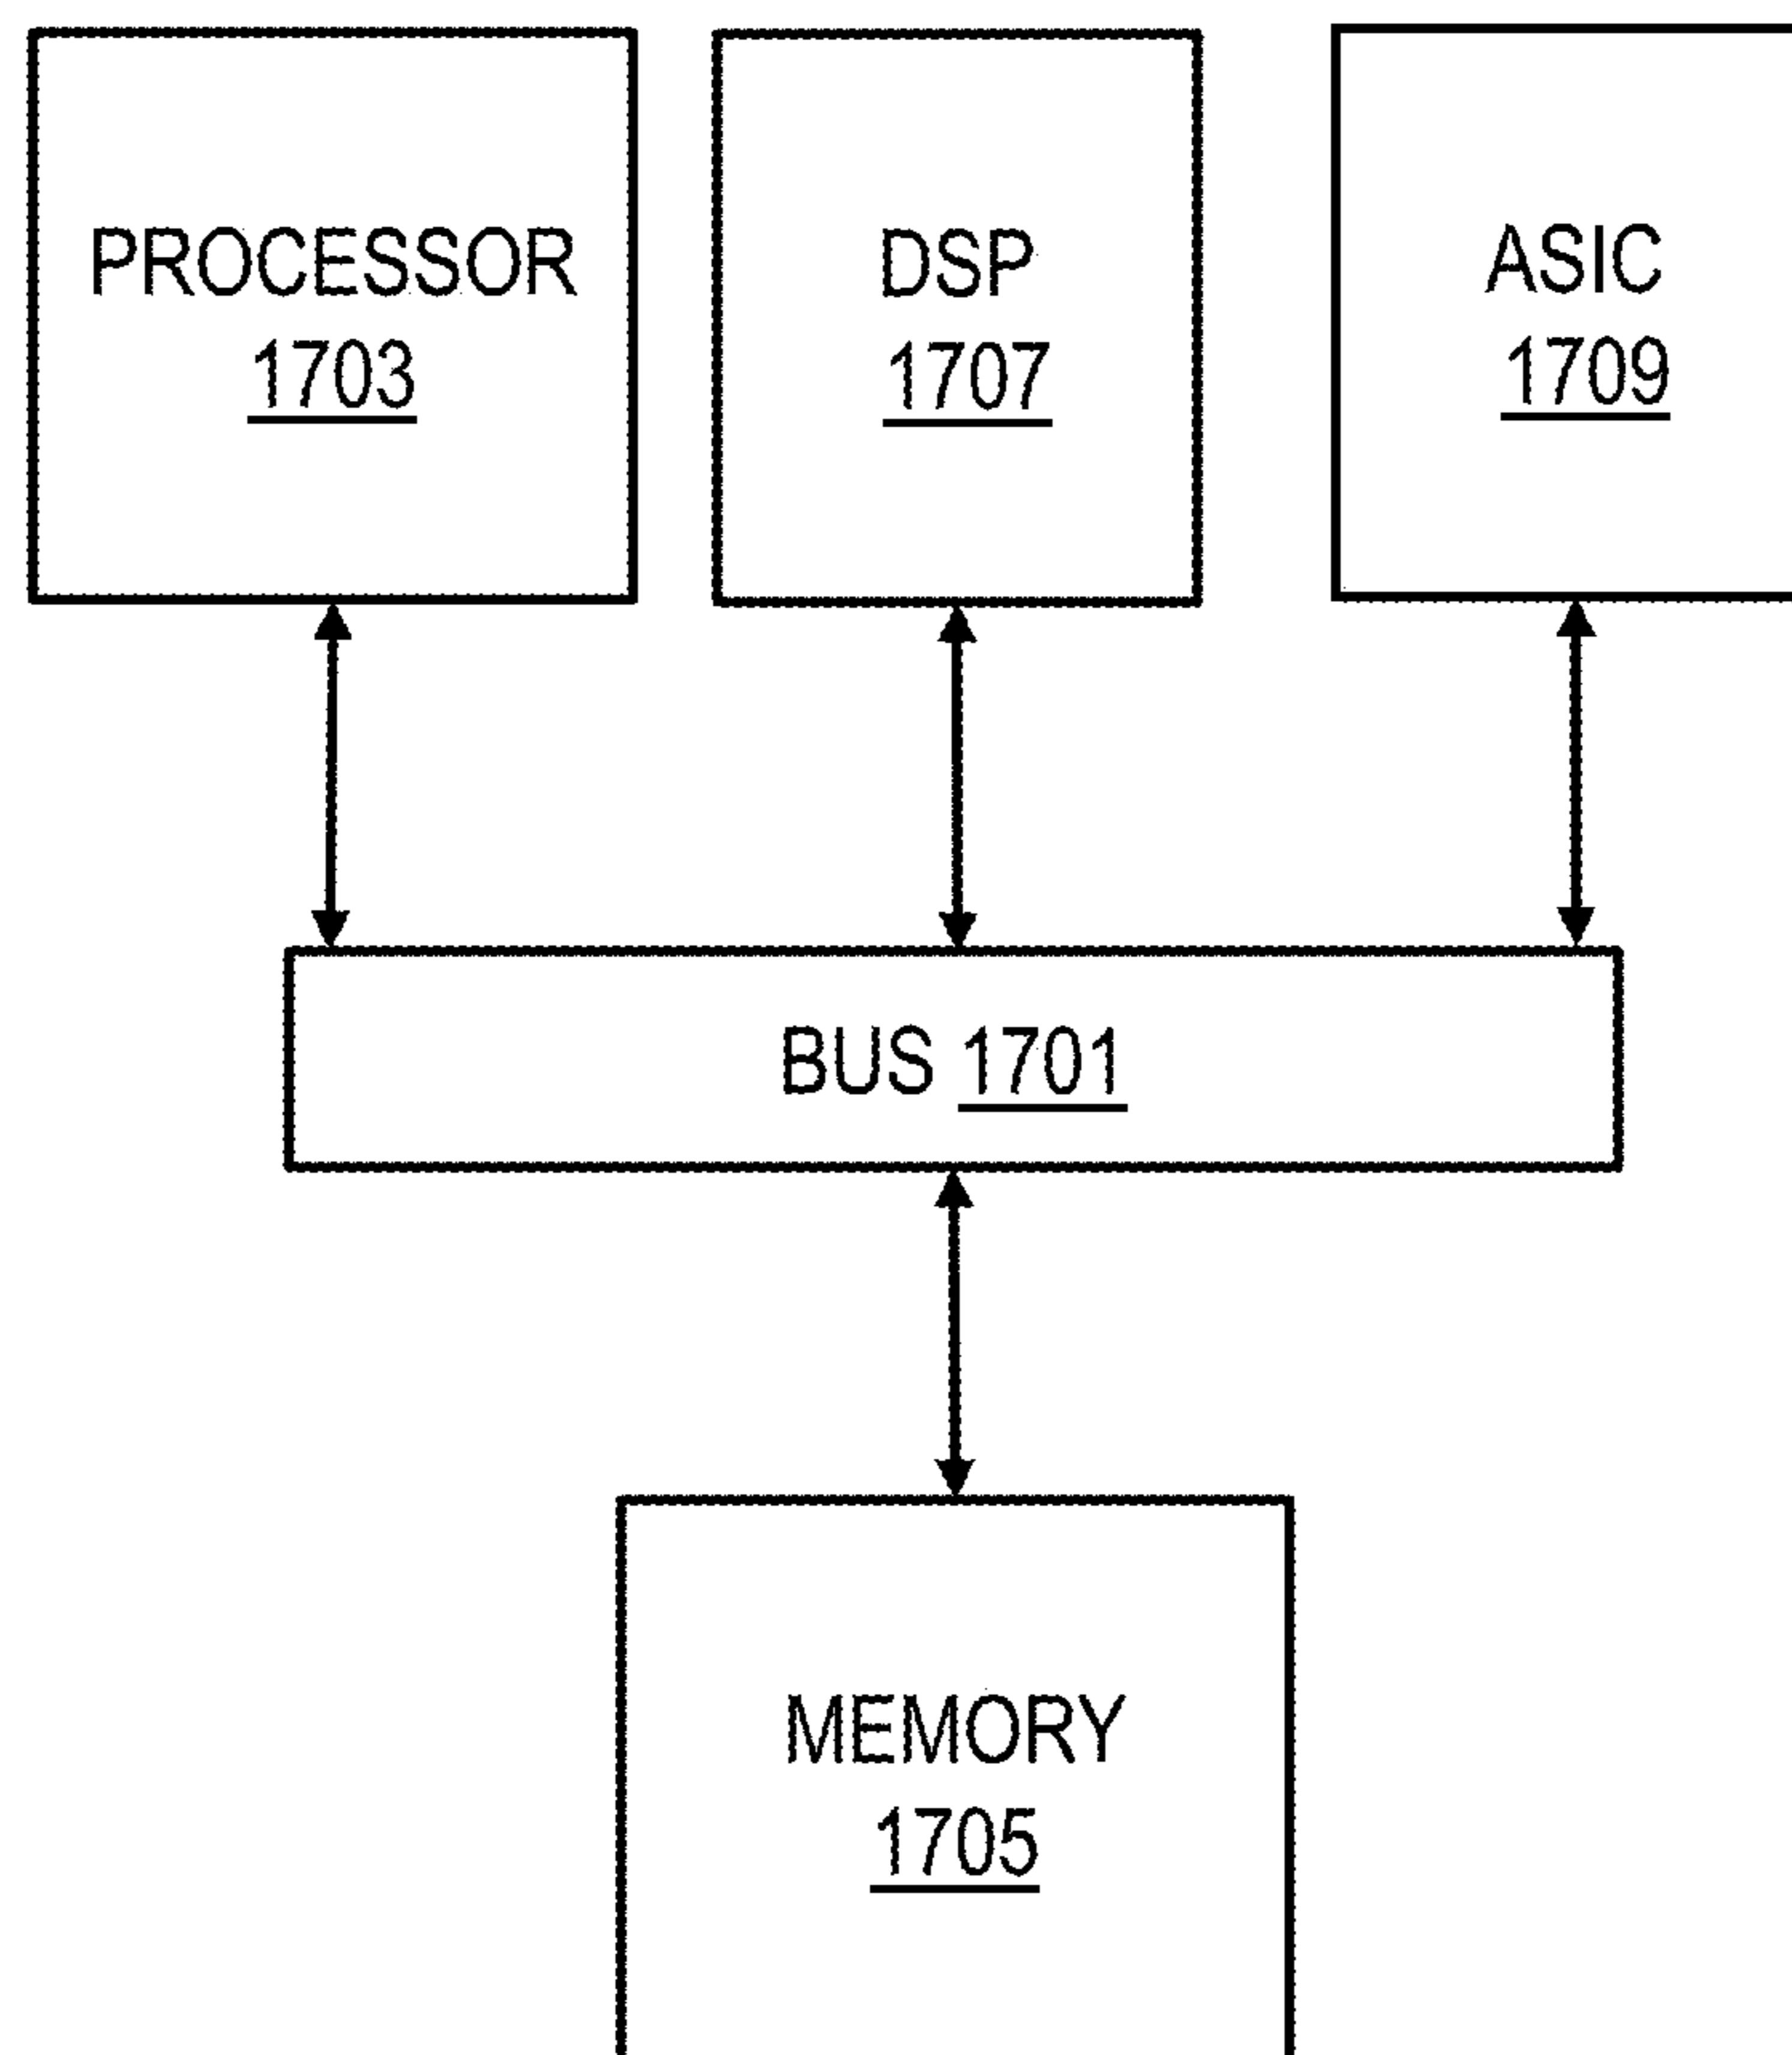 PROCESSOR
1703
DSP
1707
ASIC
1709
BUS 1701
MEMORY
1705